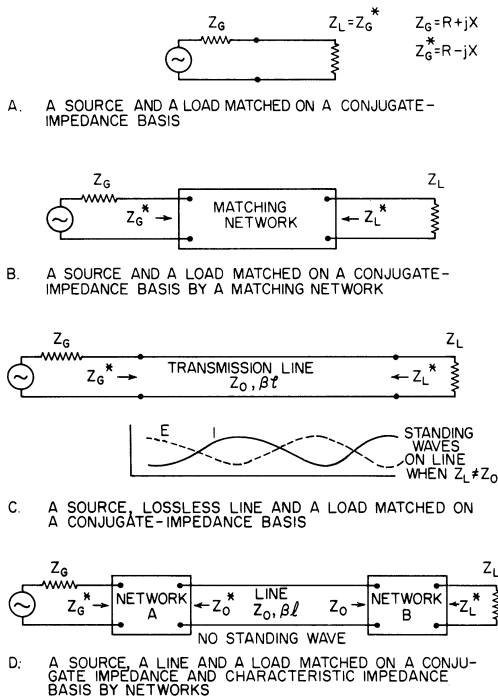 Z_G Z_L=Z_G* Z_G=R+jX
Z_G*=R-jX
A. A SOURCE AND A LOAD MATCHED ON A CONJUGATE-
IMPEDANCE BASIS
Z_G Z_L
Z_G* → MATCHING ← Z_L*
NETWORK
B. A SOURCE AND A LOAD MATCHED ON A CONJUGATE-
IMPEDANCE BASIS BY A MATCHING NETWORK
Z_G Z_L
Z_G* → TRANSMISSION LINE ← Z_L*
Z_O, βℓ
E I STANDING
WAVES
ON LINE
WHEN Z_L≠Z_O
C. A SOURCE, LOSSLESS LINE AND A LOAD MATCHED ON
A CONJUGATE-IMPEDANCE BASIS
Z_G Z_L
Z_G* → NETWORK ← Z_O* LINE Z_O → NETWORK ← Z_L*
A Z_O, βℓ B
NO STANDING WAVE
D. A SOURCE, A LINE AND A LOAD MATCHED ON A CONJU-
GATE IMPEDANCE AND CHARACTERISTIC IMPEDANCE
BASIS BY NETWORKS